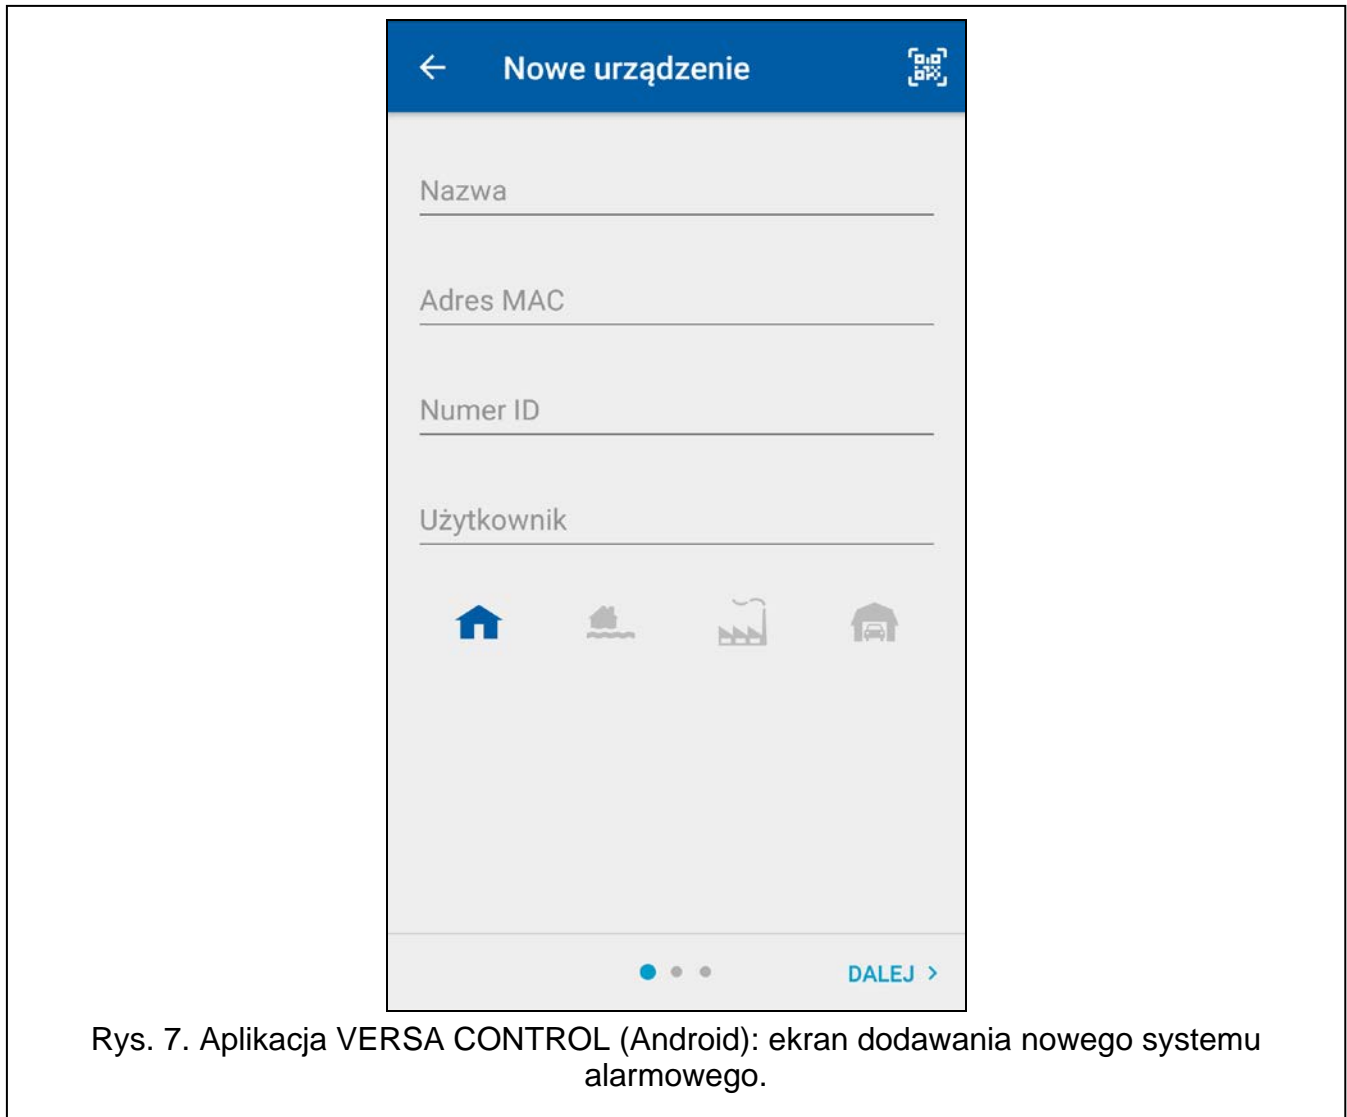 Nowe urządzenie
Nazwa
Adres MAC
Numer ID
Użytkownik
DALEJ
Rys. 7. Aplikacja VERSA CONTROL (Android): ekran dodawania nowego systemu
alarmowego.